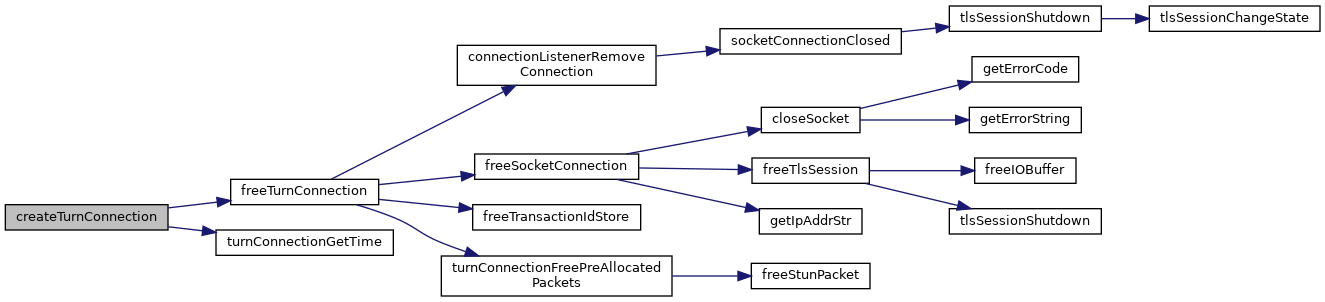 createTurnConnection
freeTurnConnection
connectionListenerRemove
Connection
socketConnectionClosed
tlsSessionShutdown
tlsSessionChangeState
freeSocketConnection
closeSocket
getErrorCode
getErrorString
freeTlsSession
freeIOBuffer
tlsSessionShutdown
getIpAddrStr
freeTransactionIdStore
turnConnectionFreePreAllocated
Packets
freeStunPacket
turnConnectionGetTime